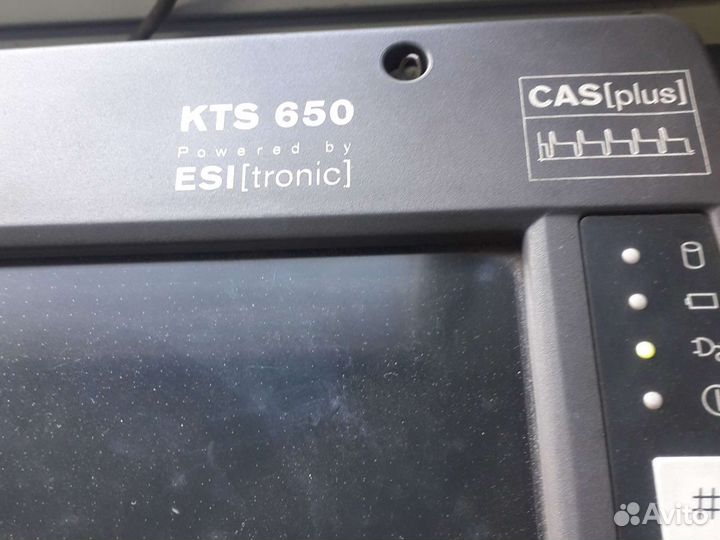 KTS 650
Powered by
ESI[tronic]
CAS[plus]
#
Avito